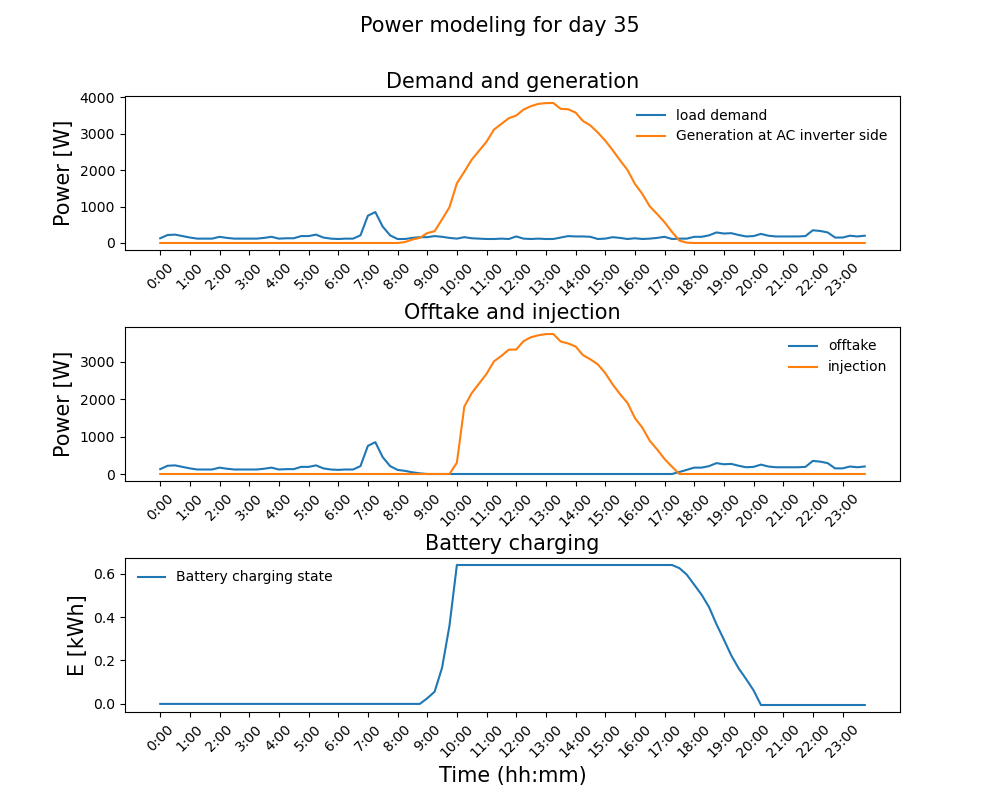 Power modeling for day 35
Demand and generation
Power [W]
4000
3000
2000
1000
0
load demand
Generation at AC inverter side
0:00 1:00 2:00 3:00 4:00 5:00 6:00 7:00 8:00 9:00 10:00 11:00 12:00 13:00 14:00 15:00 16:00 17:00 18:00 19:00 20:00 21:00 22:00 23:00
Offtake and injection
Power [W]
3000
2000
1000
0
offtake
injection
0:00 1:00 2:00 3:00 4:00 5:00 6:00 7:00 8:00 9:00 10:00 11:00 12:00 13:00 14:00 15:00 16:00 17:00 18:00 19:00 20:00 21:00 22:00 23:00
Battery charging
E [kWh]
0.6
0.4
0.2
0.0
Battery charging state
0:00 1:00 2:00 3:00 4:00 5:00 6:00 7:00 8:00 9:00 10:00 11:00 12:00 13:00 14:00 15:00 16:00 17:00 18:00 19:00 20:00 21:00 22:00 23:00
Time (hh:mm)